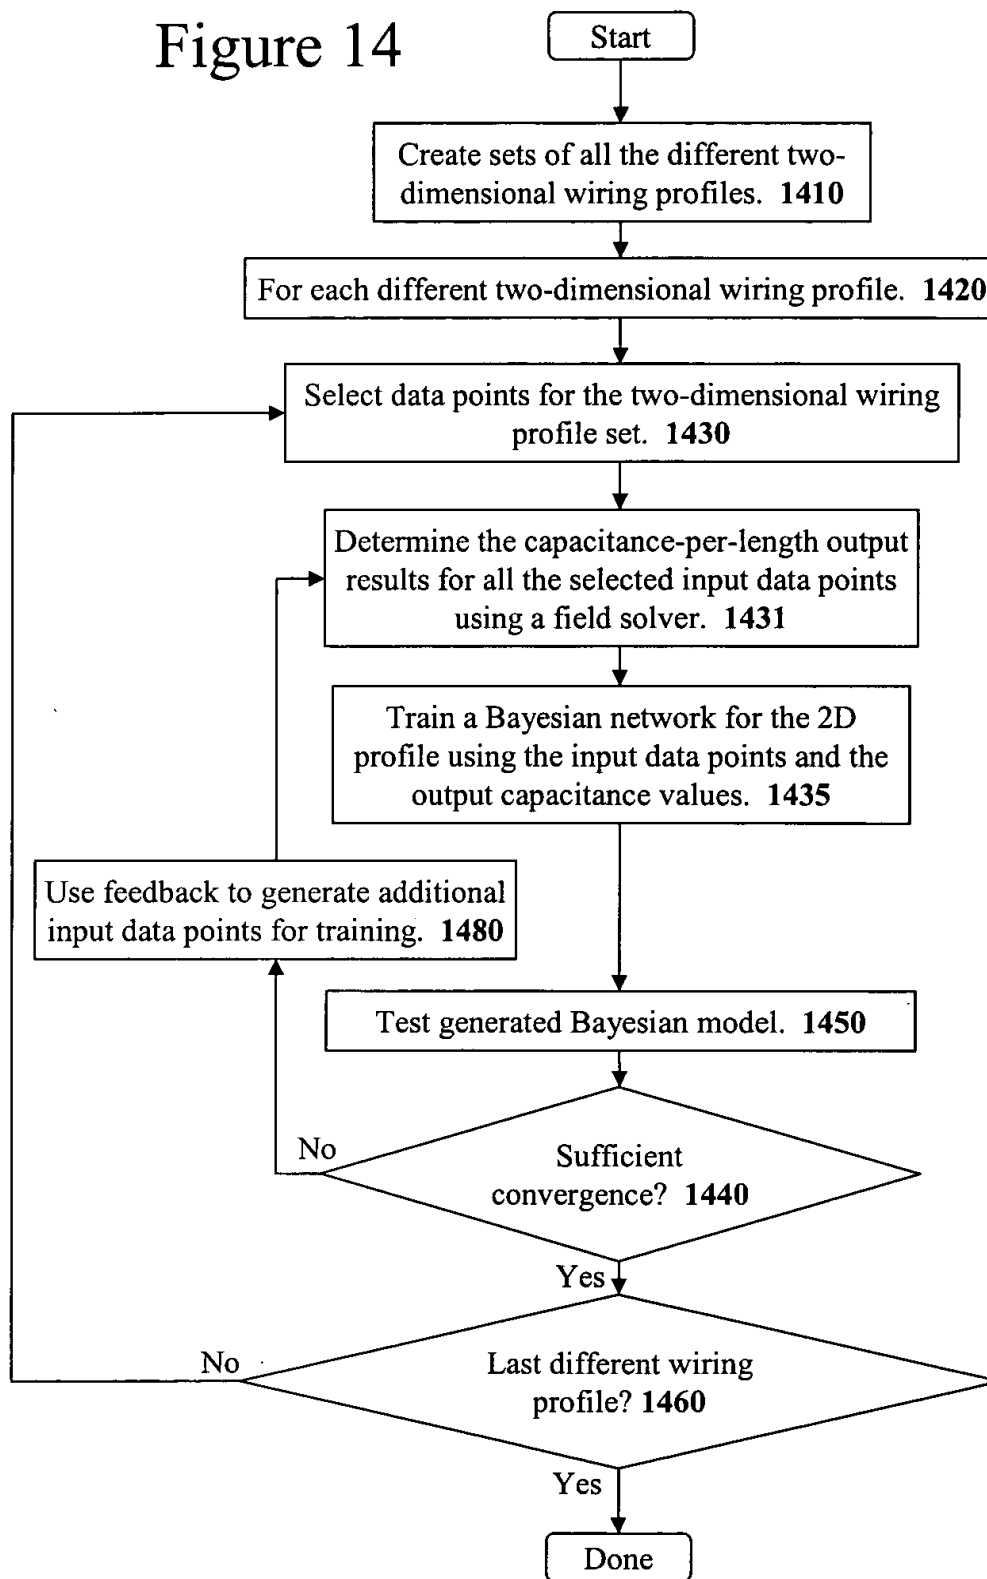 Figure 14
Start
Create sets of all the different two-
dimensional wiring profiles. 1410
For each different two-dimensional wiring profile. 1420
Select data points for the two-dimensional wiring
profile set. 1430
Determine the capacitance-per-length output
results for all the selected input data points
using a field solver. 1431
Train a Bayesian network for the 2D
profile using the input data points and the
output capacitance values. 1435
Use feedback to generate additional
input data points for training. 1480
Test generated Bayesian model. 1450
No
Sufficient
convergence? 1440
Yes
No
Last different wiring
profile? 1460
Yes
Done